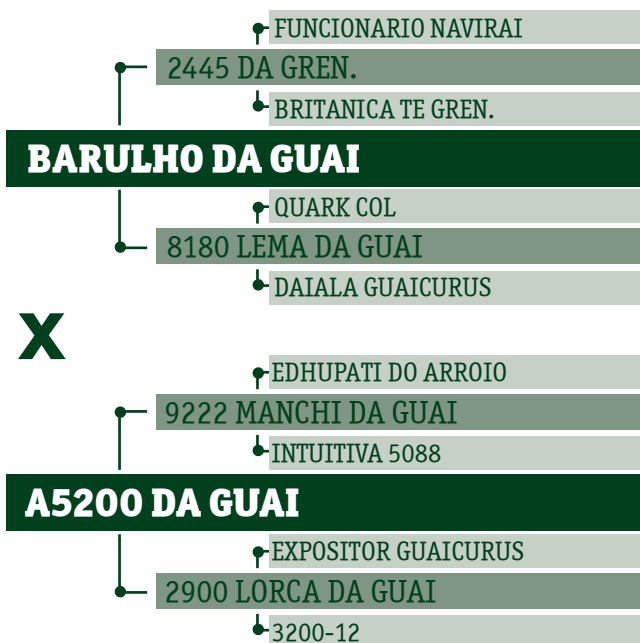 FUNCIONARIO NAVIRAI
2445 DA GREN.
BRITANICA TE GREN.
BARULHO DA GUAI
QUARK COL
8180 LEMA DA GUAI
DAIALA GUAICURUS
X
EDHUPATI DO ARROIO
9222 MANCHI DA GUAI
INTUITIVA 5088
A5200 DA GUAI
EXPOSITOR GUAICURUS
2900 LORCA DA GUAI
3200-12